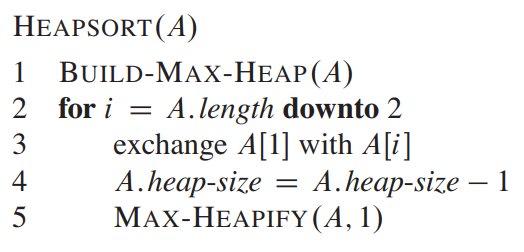 HEAPSORT(A)
1 BUILD-MAX-HEAP(A)
2 for i = A.length downto 2
3 exchange A[1] with A[i]
4 A.heap-size = A.heap-size − 1
5 MAX-HEAPIFY(A, 1)